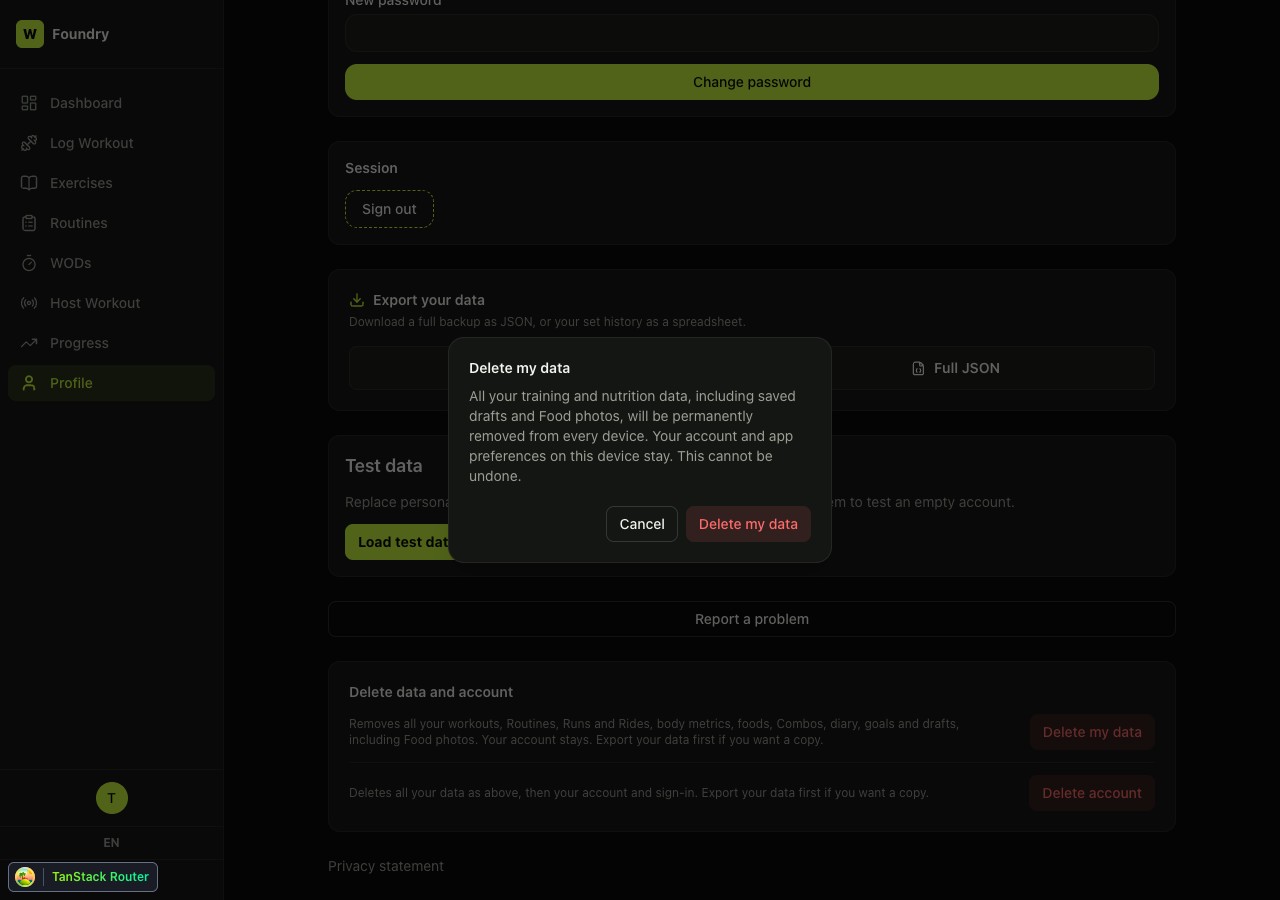 W Foundry
Dashboard
Log Workout
Exercises
Routines
WODs
Host Workout
Progress
Profile
T
EN
TanStack Router
New password
Change password
Session
Sign out
Export your data
Download a full backup as JSON, or your set history as a spreadsheet.
Full JSON
Test data
Replace persona
em to test an empty account.
Load test dat
Delete my data
All your training and nutrition data, including saved
drafts and Food photos, will be permanently
removed from every device. Your account and app
preferences on this device stay. This cannot be
undone.
Cancel
Delete my data
Report a problem
Delete data and account
Removes all your workouts, Routines, Runs and Rides, body metrics, foods, Combos, diary, goals and drafts,
including Food photos. Your account stays. Export your data first if you want a copy.
Delete my data
Deletes all your data as above, then your account and sign-in. Export your data first if you want a copy.
Delete account
Privacy statement